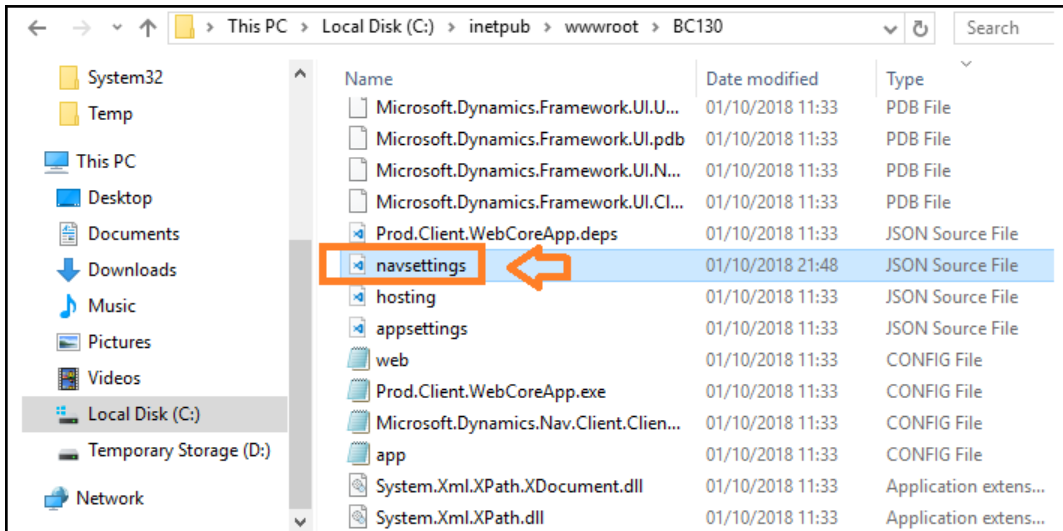 This PC > Local Disk (C:) > inetpub > wwwroot > BC130
Search
System32
Temp
This PC
Desktop
Documents
Downloads
Music
Pictures
Videos
Local Disk (C:)
Temporary Storage (D:)
Network
Name Date modified Type
Microsoft.Dynamics.Framework.UI.U... 01/10/2018 11:33 PDB File
Microsoft.Dynamics.Framework.UI.pdb 01/10/2018 11:33 PDB File
Microsoft.Dynamics.Framework.UI.N... 01/10/2018 11:33 PDB File
Microsoft.Dynamics.Framework.UI.Cl... 01/10/2018 11:33 PDB File
Prod.Client.WebCoreApp.deps 01/10/2018 11:33 JSON Source File
navsettings 01/10/2018 21:48 JSON Source File
hosting 01/10/2018 11:33 JSON Source File
appsettings 01/10/2018 11:33 JSON Source File
web 01/10/2018 11:33 CONFIG File
Prod.Client.WebCoreApp.exe 01/10/2018 11:33 CONFIG File
Microsoft.Dynamics.Nav.Client.Clien... 01/10/2018 11:33 CONFIG File
app 01/10/2018 11:33 CONFIG File
System.Xml.XPath.XDocument.dll 01/10/2018 11:33 Application extens...
System.Xml.XPath.dll 01/10/2018 11:33 Application extens...